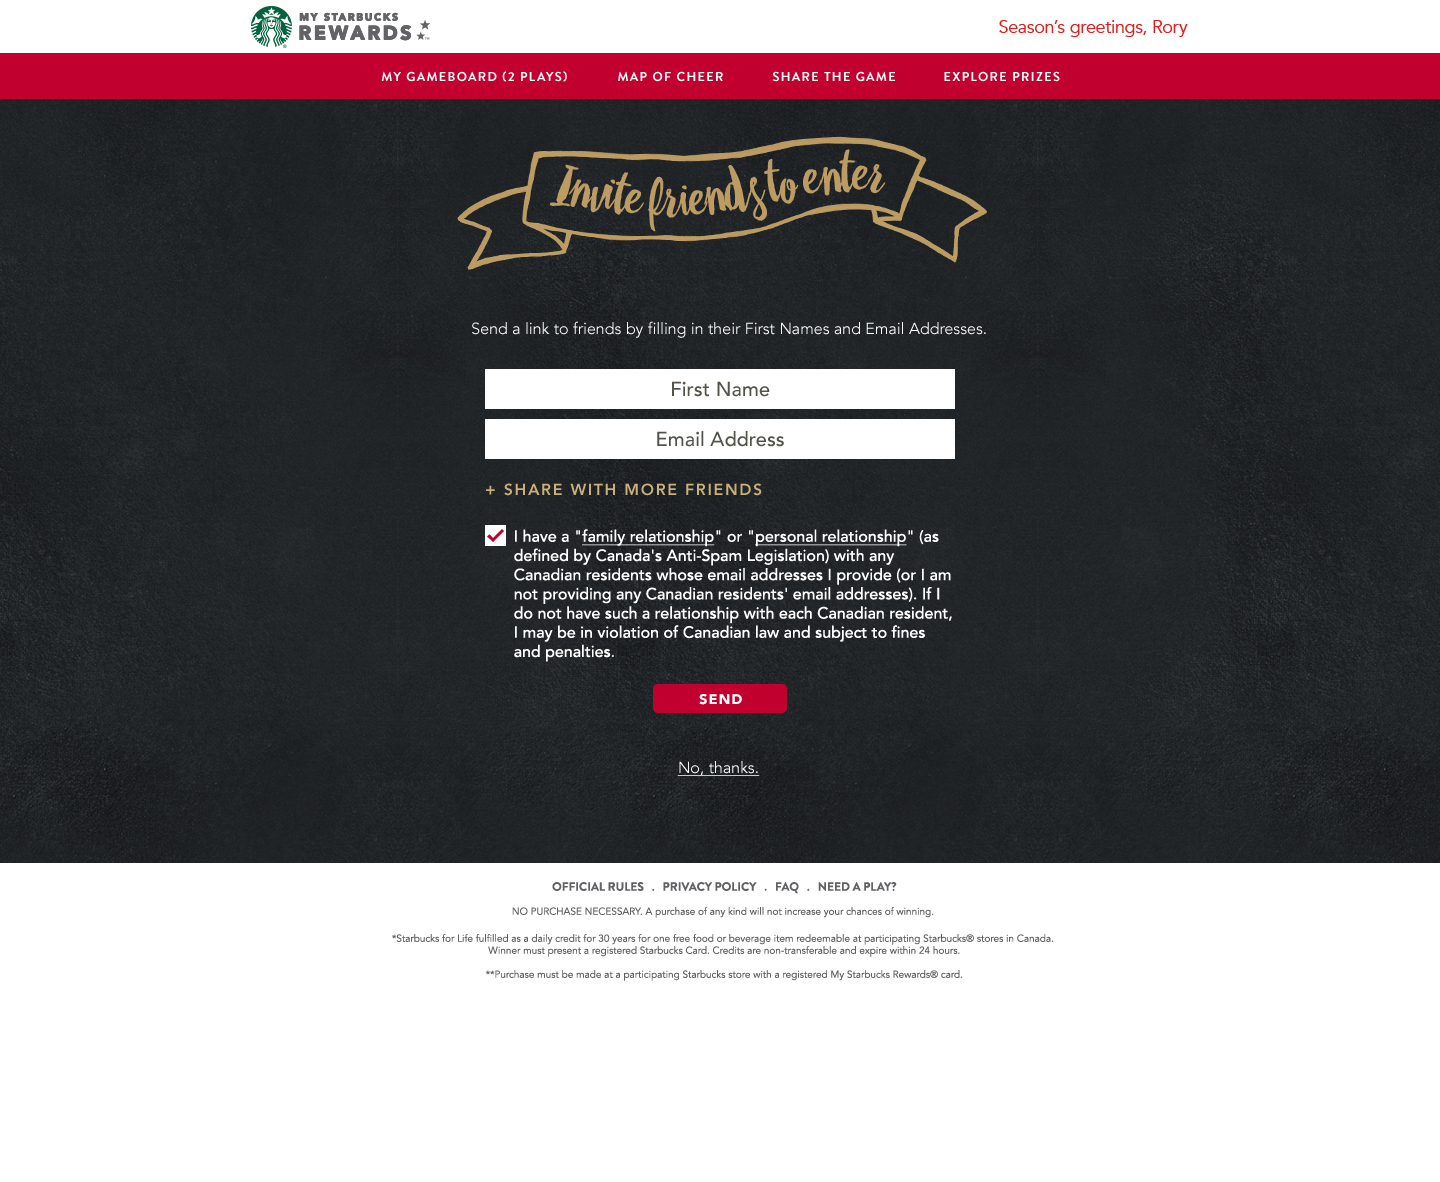 MY STARBUCKS
REWARDS
Season’s greetings, Rory
MY GAMEBOARD (2 PLAYS)
MAP OF CHEER
SHARE THE GAME
EXPLORE PRIZES
Invite friends to enter
Send a link to friends by filling in their First Names and Email Addresses.
First Name
Email Address
+ SHARE WITH MORE FRIENDS
I have a "family relationship" or "personal relationship" (as
defined by Canada's Anti-Spam Legislation) with any
Canadian residents whose email addresses I provide (or I am
not providing any Canadian residents' email addresses). If I
do not have such a relationship with each Canadian resident,
I may be in violation of Canadian law and subject to fines
and penalties.
SEND
No, thanks.
OFFICIAL RULES . PRIVACY POLICY . FAQ . NEED A PLAY?
NO PURCHASE NECESSARY. A purchase of any kind will not increase your chances of winning.
*Starbucks for Life fulfilled as a daily credit for 30 years for one free food or beverage item redeemable at participating Starbucks® stores in Canada.
Winner must present a registered Starbucks Card. Credits are non-transferable and expire within 24 hours.
**Purchase must be made at a participating Starbucks store with a registered My Starbucks Rewards® card.